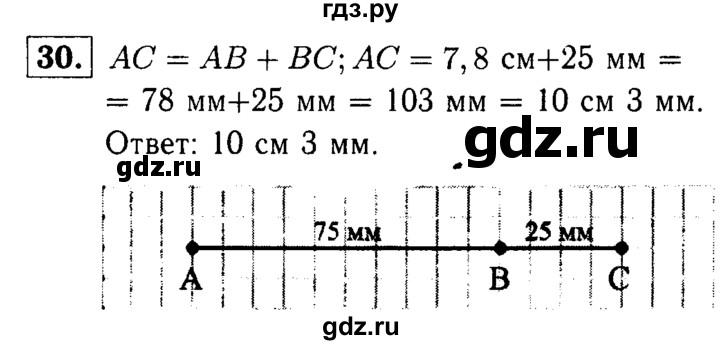 гдз.ру
30. AC = AB + BC; AC = 7,8 см+25 мм =
= 78 мм+25 мм = 103 мм = 10 см 3 мм.
Ответ: 10 см 3 мм.
gdz.ru
gdz.ru
75 мм 25 мм
A B C
gdz.ru